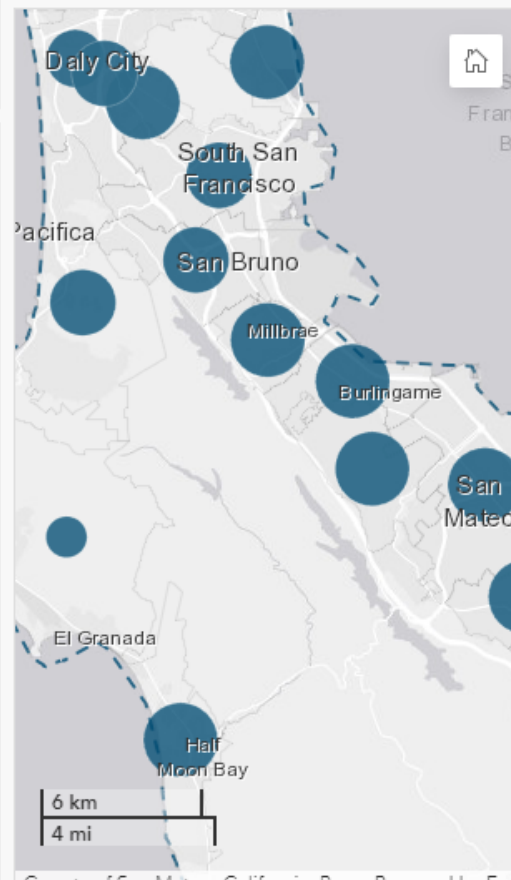 Daly City
S
Fran
B
South San
Francisco
Pacifica
San Bruno
Millbrae
Burlingame
San
Mateo
El Granada
Half
Moon Bay
6 km
4 mi